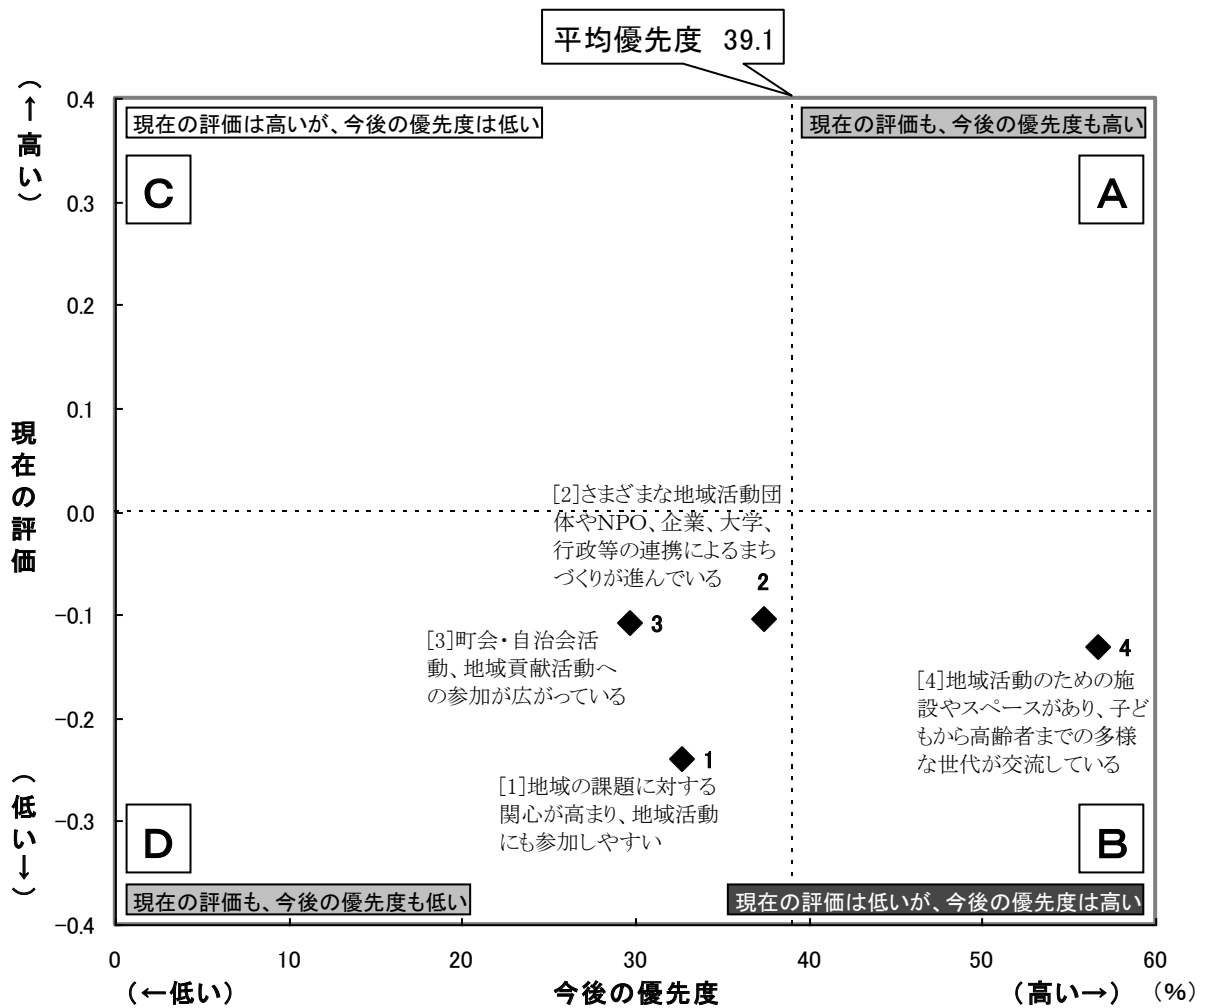 平均優先度 39.1
（↑高い）
現在の評価
（低い↓）
0.4
0.3
0.2
0.1
0.0
−0.1
−0.2
−0.3
−0.4
現在の評価は高いが、今後の優先度は低い
C
現在の評価も、今後の優先度も高い
A
[2]さまざまな地域活動団
体やNPO、企業、大学、
行政等の連携によるまち
づくりが進んでいる
2
3
[3]町会・自治会活
動、地域貢献活動へ
の参加が広がっている
4
[4]地域活動のための施
設やスペースがあり、子ど
もから高齢者までの多様
な世代が交流している
1
[1]地域の課題に対する
関心が高まり、地域活動
にも参加しやすい
D
現在の評価も、今後の優先度も低い
B
現在の評価は低いが、今後の優先度は高い
0 10 20 30 40 50 60
（←低い） 今後の優先度 （高い→） （％）